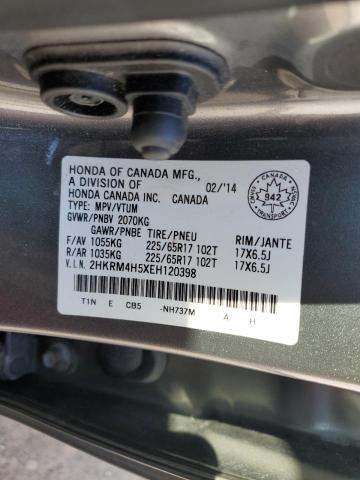 HONDA OF CANADA MFG.,
A DIVISION OF 02/'14
HONDA CANADA INC. CANADA
TYPE: MPV/VTUM
GVWR/PNBV 2070KG
GAWR/PNBE TIRE/PNEU RIM/JANTE
F/AV 1055KG 225/65R17 102T 17X6.5J
R/AR 1035KG 225/65R17 102T 17X6.5J
V.I.N. 2HKRM4H5XEH120398
T1N E CB5 -NH737M A H
CANADA
942